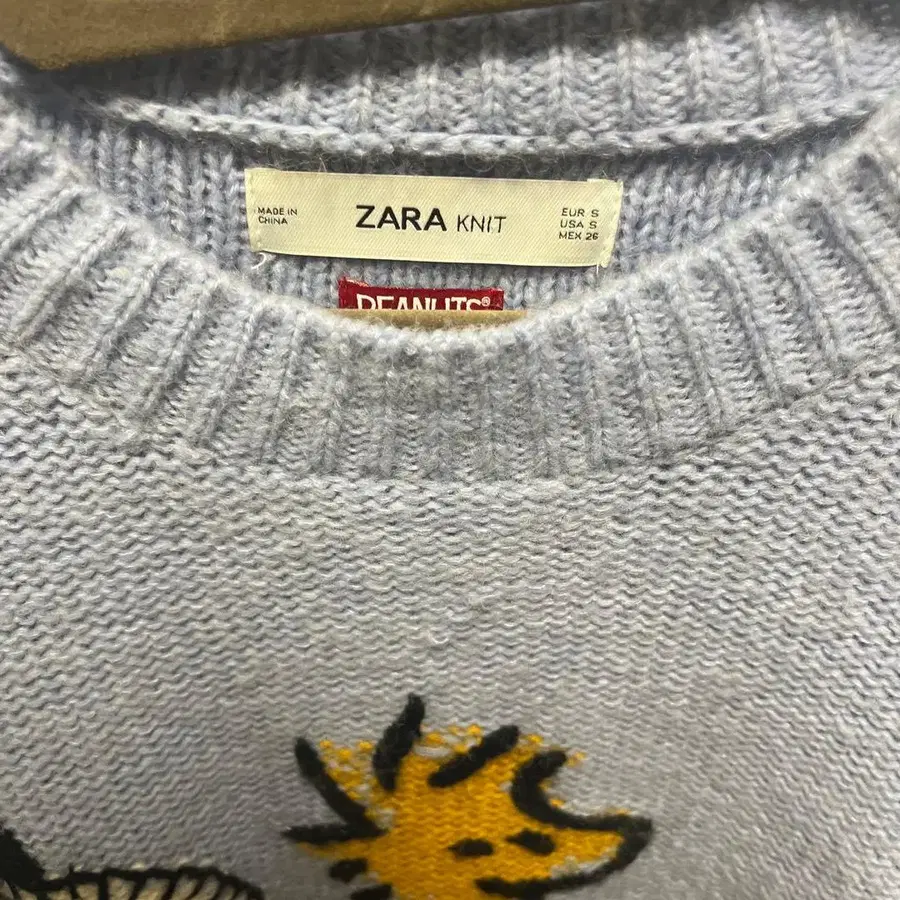 MADE IN
CHINA
ZARA KNIT
EUR S
USA S
MEX 26
PEANUTS®